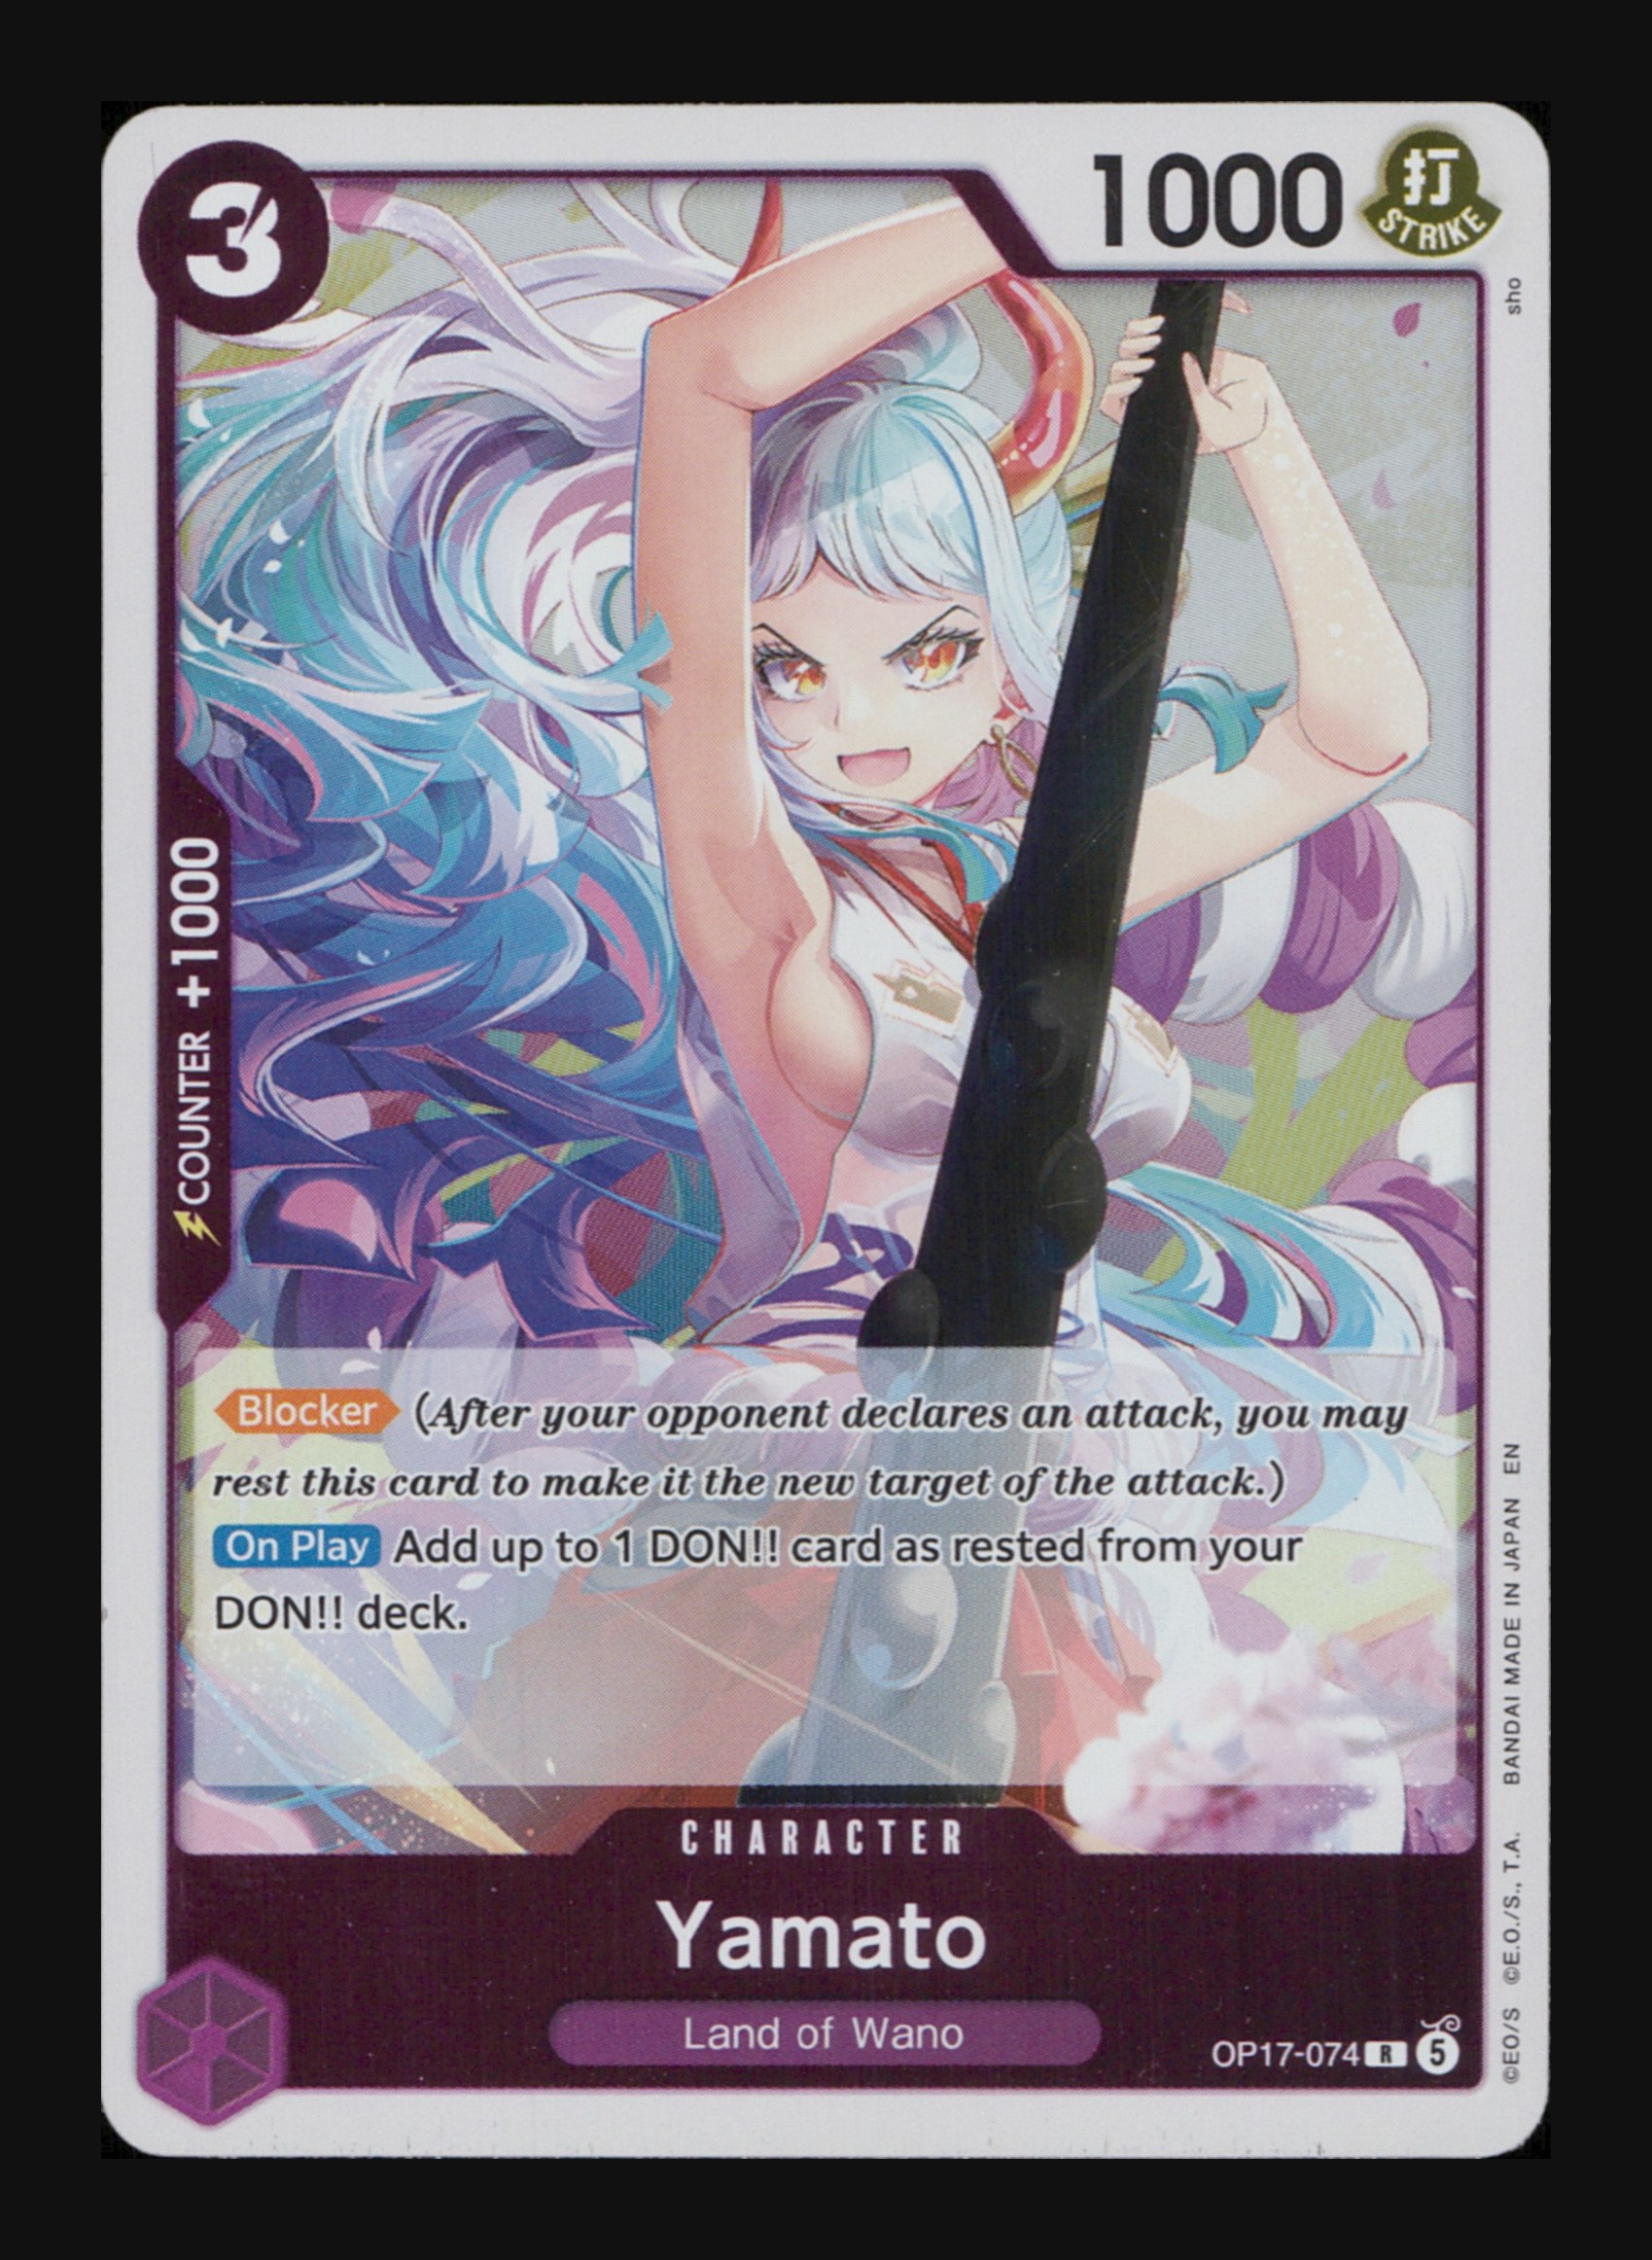 3
1000
打
STRIKE
sho
COUNTER +1000
Blocker (After your opponent declares an attack, you may
rest this card to make it the new target of the attack.)
On Play Add up to 1 DON!! card as rested from your
DON!! deck.
CHARACTER
Yamato
Land of Wano
OP17-074 R 5
©EO/S ©E.O./S., T.A. BANDAI MADE IN JAPAN EN